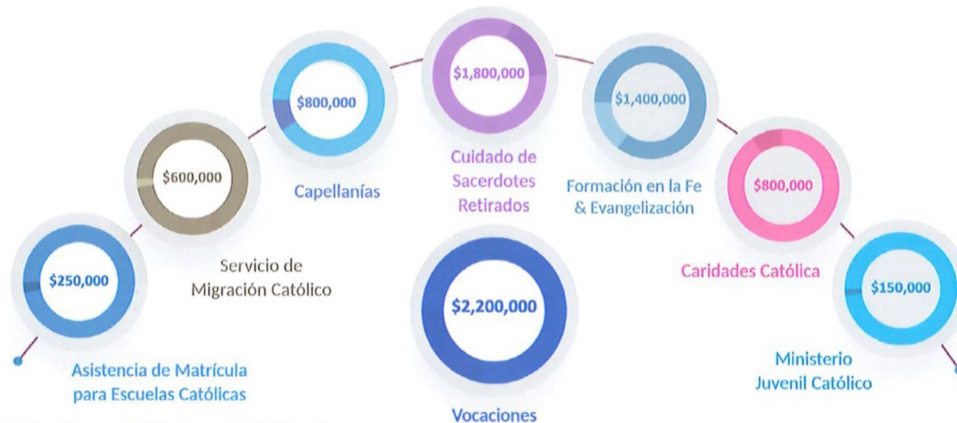 $250,000
Asistencia de Matrícula
para Escuelas Católicas
$600,000
Servicio de
Migración Católico
$800,000
Capellanías
$1,800,000
Cuidado de
Sacerdotes
Retirados
$2,200,000
Vocaciones
$1,400,000
Formación en la Fe
& Evangelización
$800,000
Caridades Católica
$150,000
Ministerio
Juvenil Católico